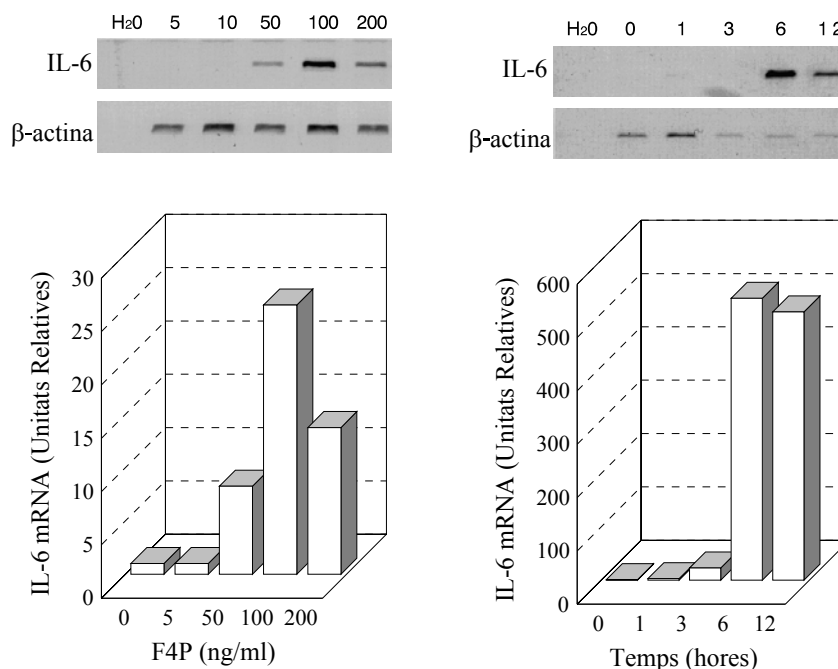 H₂0 5 10 50 100 200
IL-6
β-actina
IL-6 mRNA (Unitats Relatives)
30
25
20
15
10
5
0
0 5 50 100 200
F4P (ng/ml)
H₂0 0 1 3 6 12
IL-6
β-actina
IL-6 mRNA (Unitats Relatives)
600
500
400
300
200
100
0
0 1 3 6 12
Temps (hores)